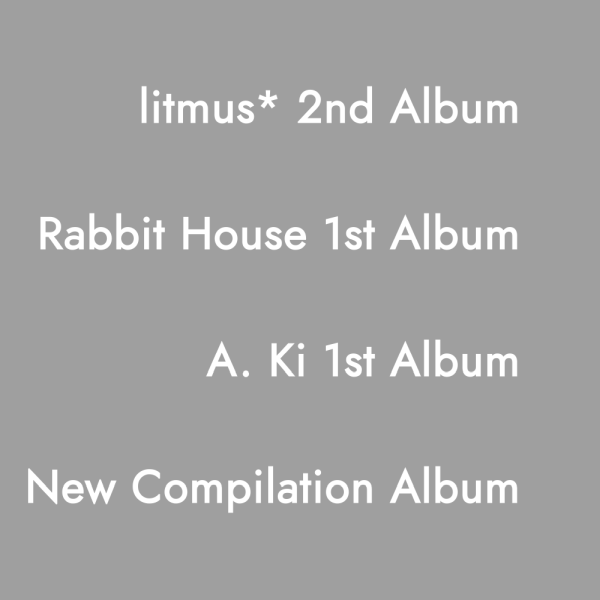 litmus* 2nd Album
Rabbit House 1st Album
A. Ki 1st Album
New Compilation Album